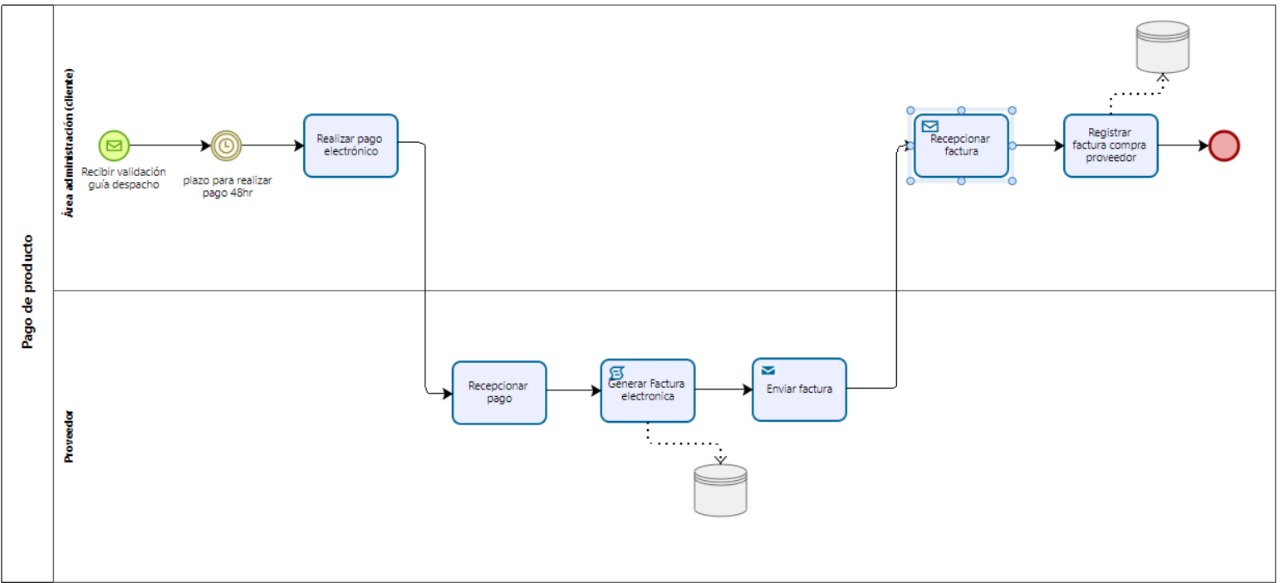 Pago de producto
Área administración (cliente)
Recibir validación
guía despacho
plazo para realizar
pago 48hr
Realizar pago
electrónico
Recepcionar
factura
Registrar
factura compra
proveedor
Proveedor
Recepcionar
pago
Generar Factura
electronica
Enviar factura